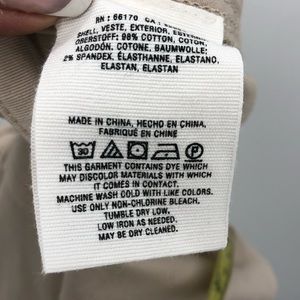 RN : 66170 CA :
SHELL, VESTE, EXTERIOR, ESTERNO,
OBERSTOFF: 98% COTTON, COTON,
ALGODÓN, COTONE, BAUMWOLLE;
2% SPANDEX, ÉLASTHANNE, ELASTANO,
ELASTAN, ELASTAN
MADE IN CHINA, HECHO EN CHINA,
FABRIQUÉ EN CHINE
THIS GARMENT CONTAINS DYE WHICH
MAY DISCOLOR MATERIALS WITH WHICH
IT COMES IN CONTACT.
MACHINE WASH COLD WITH LIKE COLORS.
USE ONLY NON-CHLORINE BLEACH.
TUMBLE DRY LOW.
LOW IRON AS NEEDED.
MAY BE DRY CLEANED.